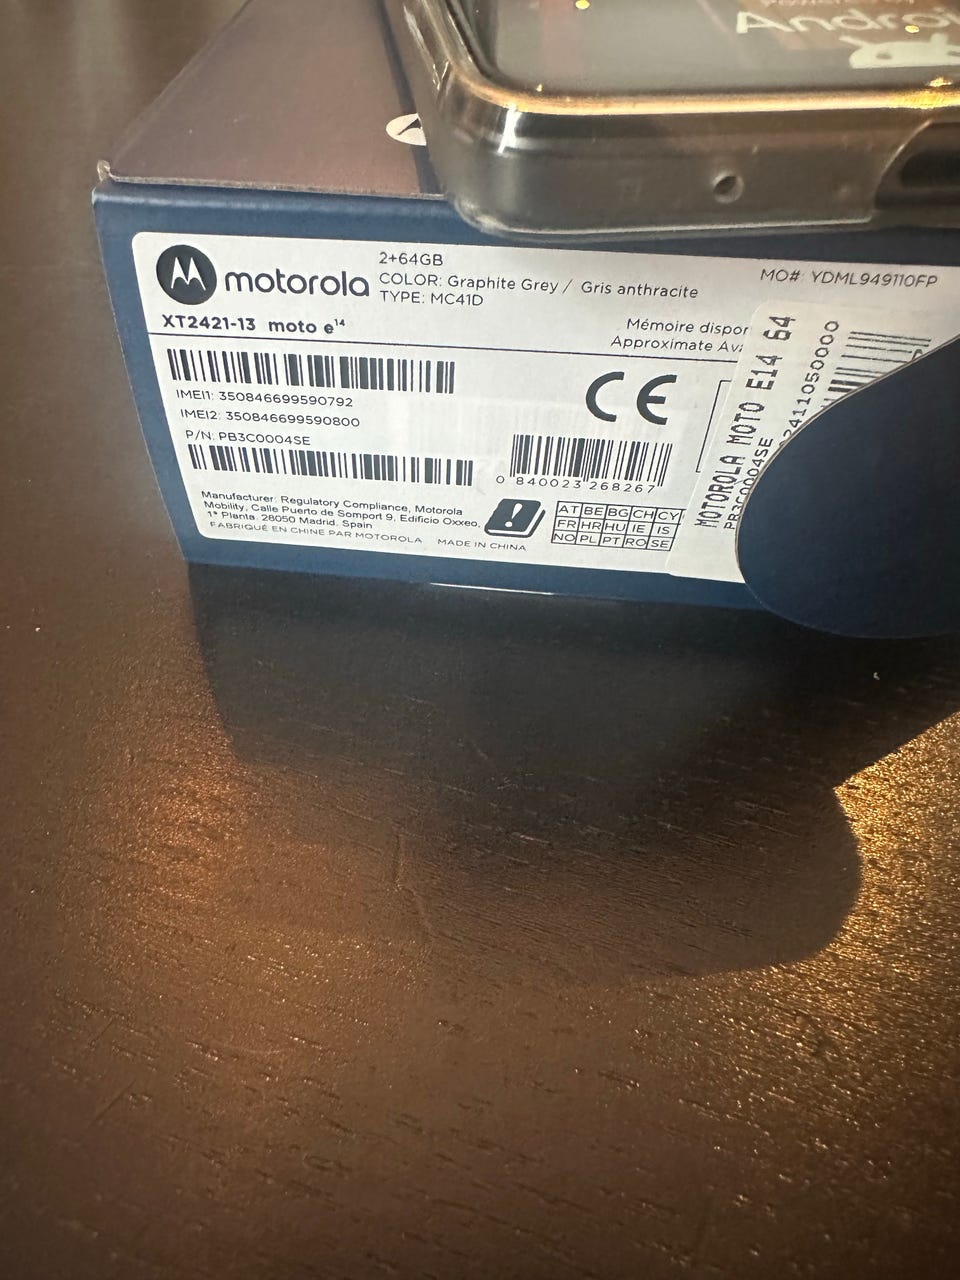 Android
motorola
2+64GB
COLOR: Graphite Grey / Gris anthracite
TYPE: MC41D
MO#: YDML949110FP
XT2421-13 moto e14
Mémoire dispon
Approximate Ava
IMEI1: 350846699590792
IMEI2: 350846699590800
P/N: PB3C0004SE
CE
0 840023 268267
Manufacturer: Regulatory Compliance, Motorola
Mobility, Calle Puerto de Somport 9, Edificio Oxxeo,
1ª Planta, 28050 Madrid, Spain
FABRIQUÉ EN CHINE PAR MOTOROLA MADE IN CHINA
AT BE BG CH CY
FR HR HU IE IS
NO PL PT RO SE
MOTOROLA MOTO E14 64
PB3C0004SE
2411050000